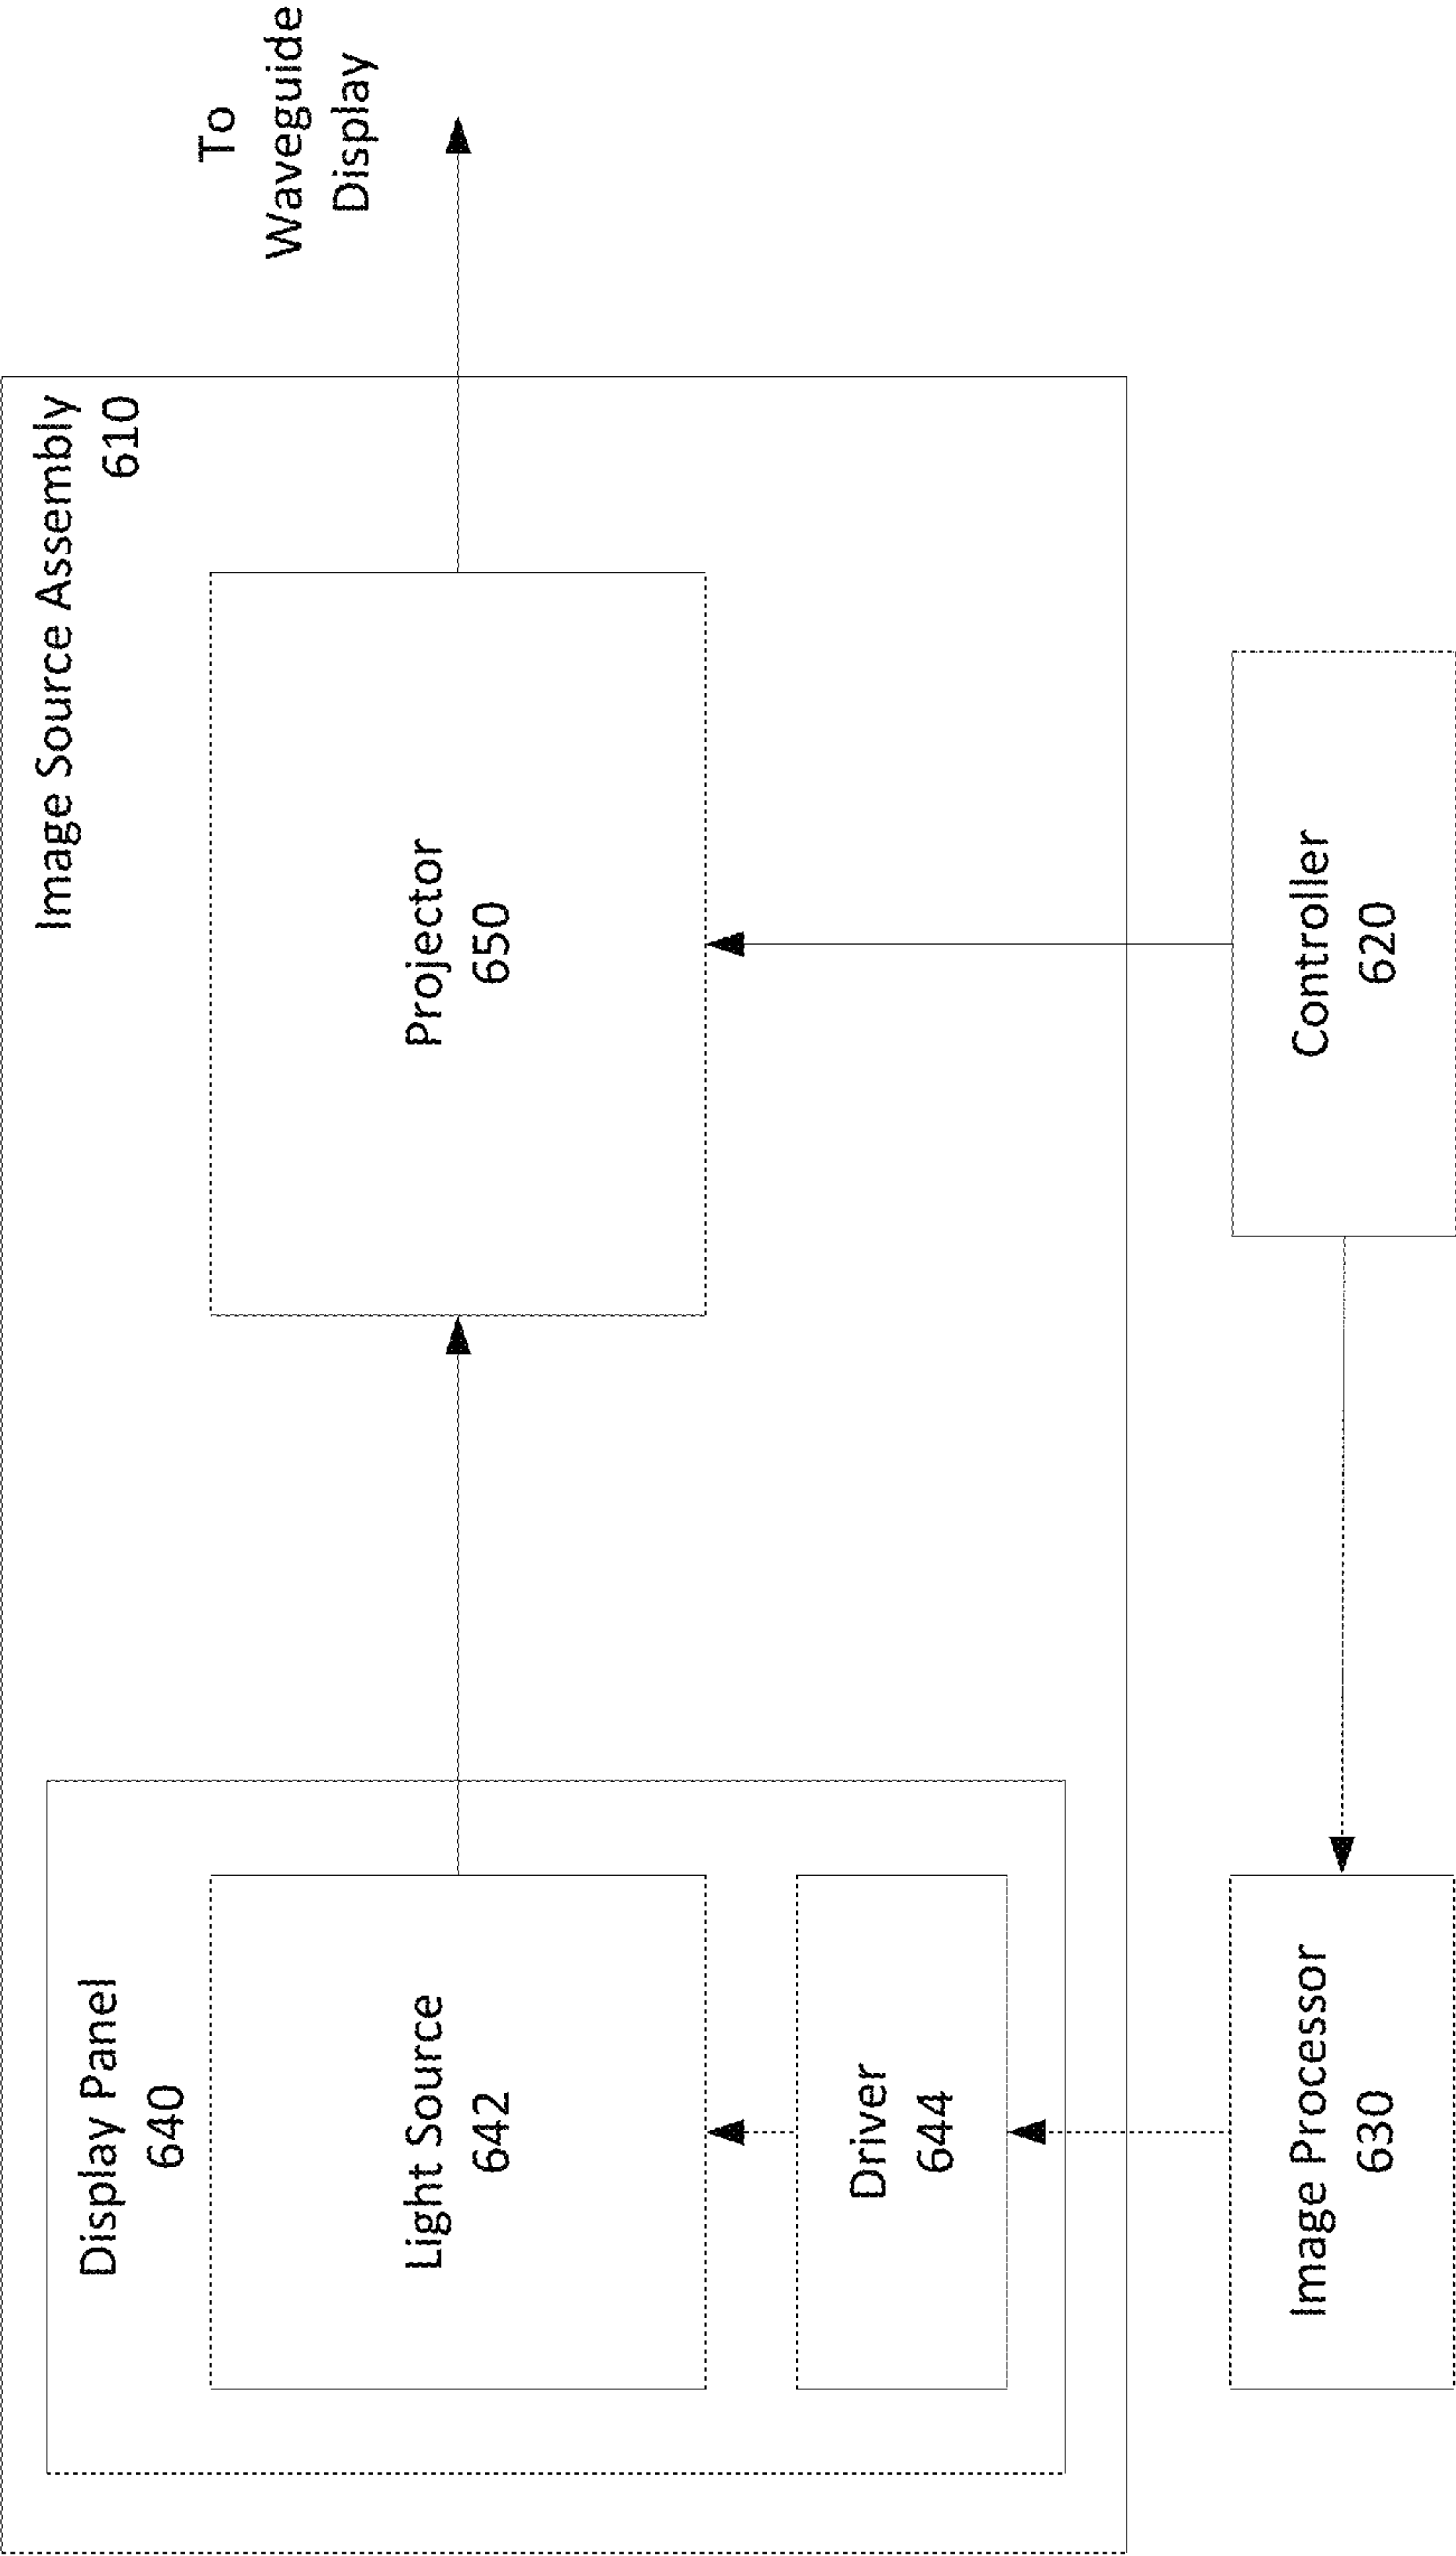 Image Source Assembly
610
Display Panel
640
Light Source
642
Driver
644
Projector
650
To
Waveguide
Display
Image Processor
630
Controller
620